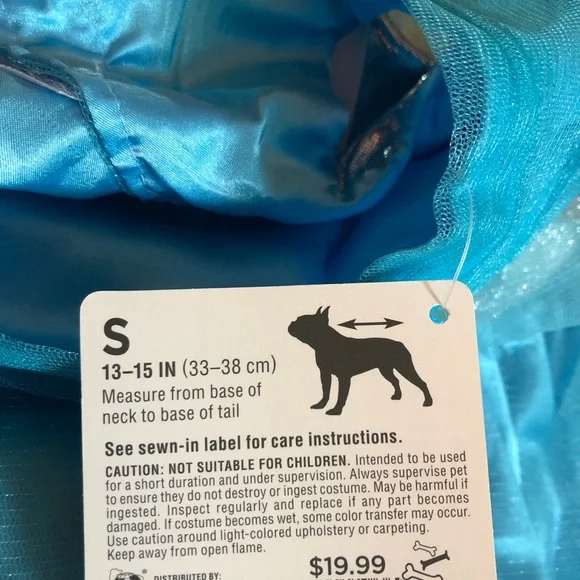 S
13–15 IN (33–38 cm)
Measure from base of
neck to base of tail
See sewn-in label for care instructions.
CAUTION: NOT SUITABLE FOR CHILDREN. Intended to be used
for a short duration and under supervision. Always supervise pet
to ensure they do not destroy or ingest costume. May be harmful if
ingested. Inspect regularly and replace if any part becomes
damaged. If costume becomes wet, some color transfer may occur.
Use caution around light-colored upholstery or carpeting.
Keep away from open flame.
$19.99
DISTRIBUTED BY: